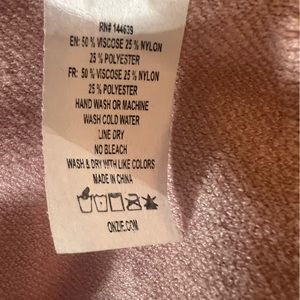 RN# 144639
EN: 50 % VISCOSE 25 % NYLON
25 % POLYESTER
FR: 50 % VISCOSE 25 % NYLON
25 % POLYESTER
HAND WASH OR MACHINE
WASH COLD WATER
LINE DRY
NO BLEACH
WASH & DRY WITH LIKE COLORS
MADE IN CHINA
ONZIE.COM